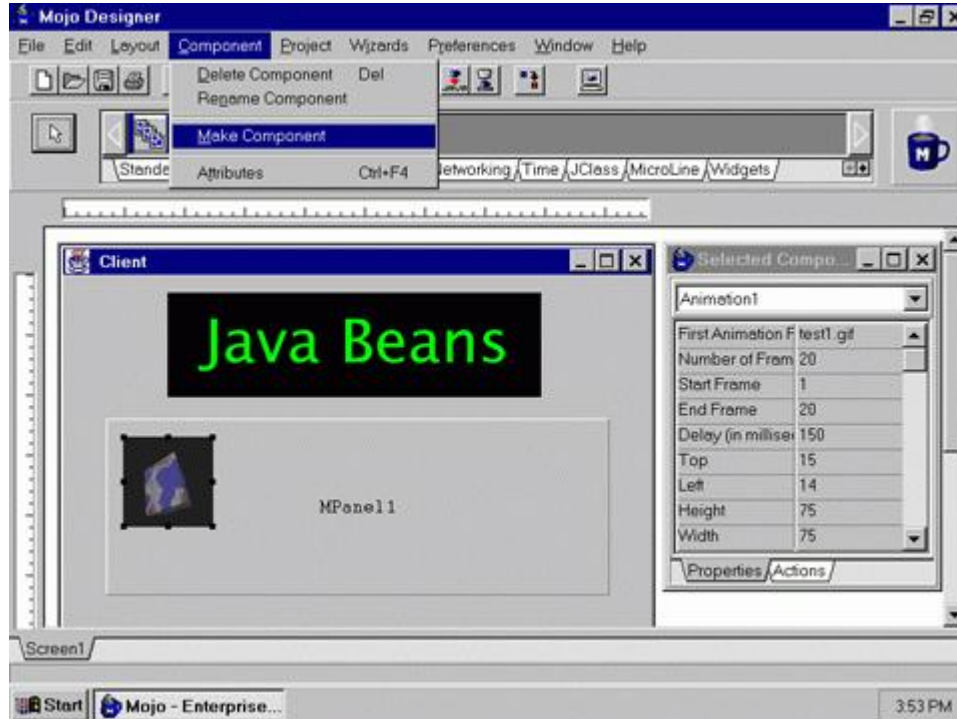 Mojo Designer
File Edit Layout Component Project Wizards Preferences Window Help
Delete Component Del
Rename Component
Make Component
Attributes Ctrl+F4
Networking Time JClass MicroLine Widgets
M
Client
Java Beans
MPanel1
Selected Compo...
Animation1
First Animation F test1.gif
Number of Fram 20
Start Frame 1
End Frame 20
Delay (in millise 150
Top 15
Left 14
Height 75
Width 75
Properties Actions
Screen1
Start Mojo - Enterprise... 3:53 PM